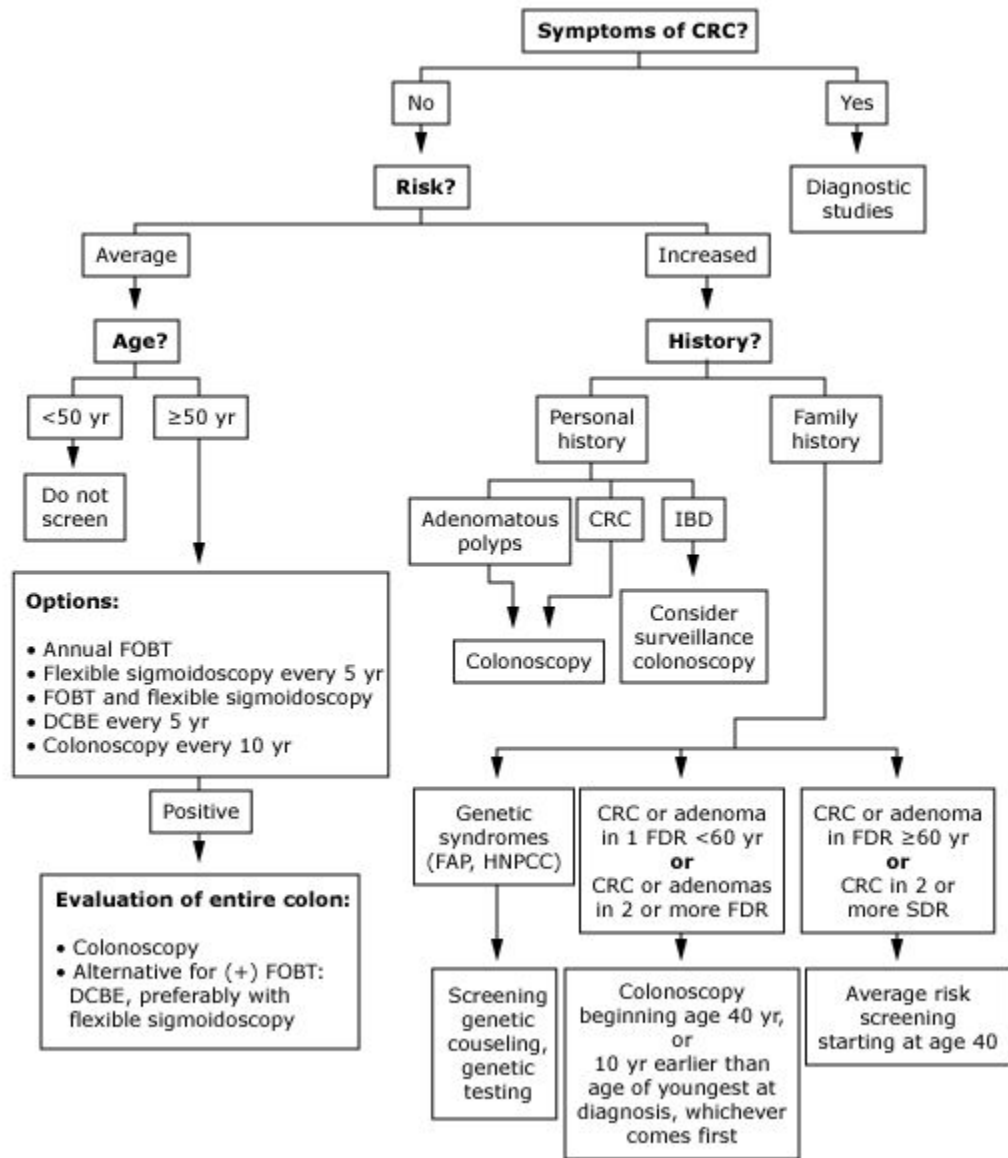 Symptoms of CRC?
No
Yes
Risk?
Diagnostic
studies
Average
Increased
Age?
History?
<50 yr
≥50 yr
Personal
history
Family
history
Do not
screen
Adenomatous
polyps
CRC
IBD
Options:
• Annual FOBT
• Flexible sigmoidoscopy every 5 yr
• FOBT and flexible sigmoidoscopy
• DCBE every 5 yr
• Colonoscopy every 10 yr
Colonoscopy
Consider
surveillance
colonoscopy
Positive
Evaluation of entire colon:
• Colonoscopy
• Alternative for (+) FOBT:
DCBE, preferably with
flexible sigmoidoscopy
Genetic
syndromes
(FAP, HNPCC)
CRC or adenoma
in 1 FDR <60 yr
or
CRC or adenomas
in 2 or more FDR
CRC or adenoma
in FDR ≥60 yr
or
CRC in 2 or
more SDR
Screening
genetic
couseling,
genetic
testing
Colonoscopy
beginning age 40 yr,
or
10 yr earlier than
age of youngest at
diagnosis, whichever
comes first
Average risk
screening
starting at age 40